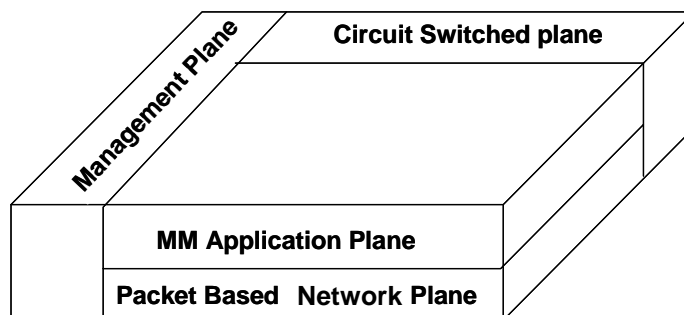 Circuit Switched plane
Management Plane
MM Application Plane
Packet Based Network Plane